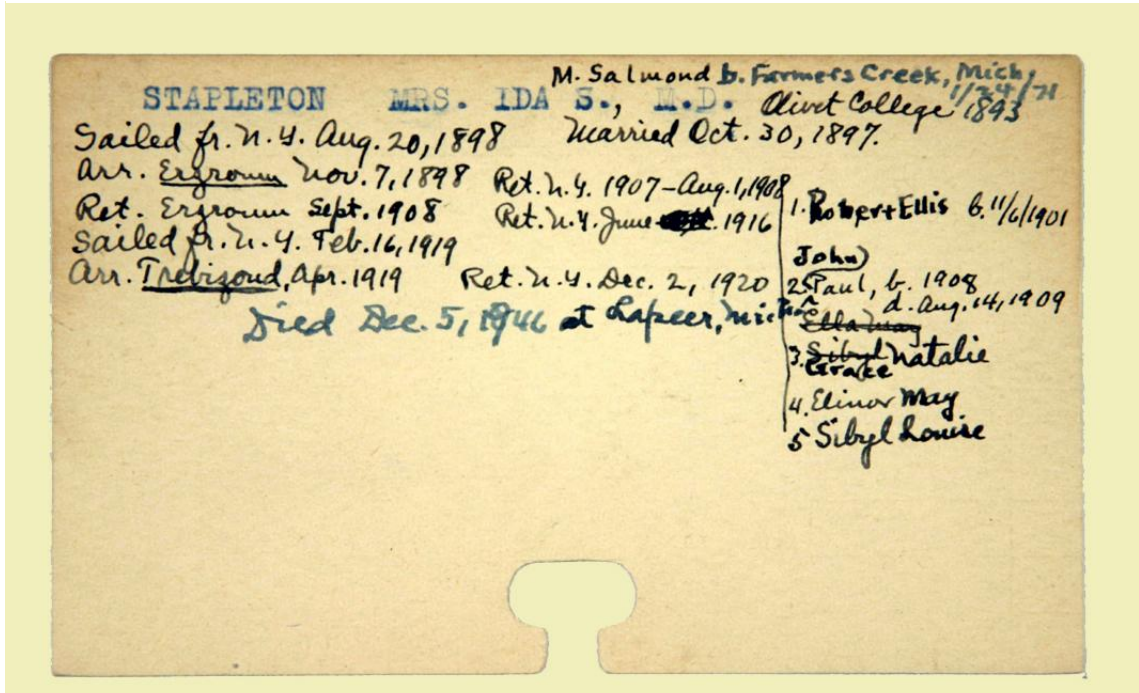 M. Salmond b. Farmers Creek, Mich, 1/24/71
STAPLETON MRS. IDA S., M.D. Olivet College 1893
Sailed fr. N.Y. Aug. 20, 1898 Married Oct. 30, 1897.
Arr. Erzroum Nov. 7, 1898 Ret. N.Y. 1907-Aug. 1, 1908
Ret. Erzroum Sept. 1908 Ret. N.Y. June 1916
1. Robert Ellis b. 11/6/1901
Sailed fr. N.Y. Feb. 16, 1919
Arr. Trebizond, Apr. 1919 Ret. N.Y. Dec. 2, 1920
Died Dec. 5, 1946 at Lapeer, Mich
John)
2. Paul, b. 1908
d. Aug. 14, 1909
Ella May
3. Sibyl Natalie
Grace
4. Elinor May
5 Sibyl Louise